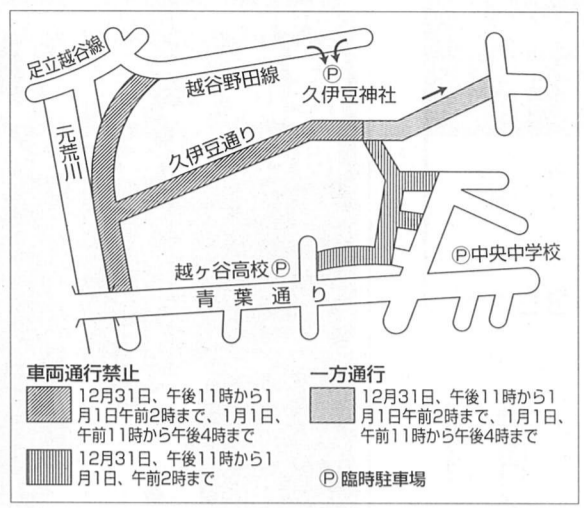 足立越谷線
越谷野田線
Ⓟ
久伊豆神社
元荒川
久伊豆通り
越ヶ谷高校Ⓟ
Ⓟ中央中学校
青葉通り
車両通行禁止
12月31日、午後11時から1
月1日午前2時まで、1月1日、
午前11時から午後4時まで
12月31日、午後11時から1
月1日、午前2時まで
一方通行
12月31日、午後11時から1
月1日午前2時まで、1月1日、
午前11時から午後4時まで
Ⓟ臨時駐車場